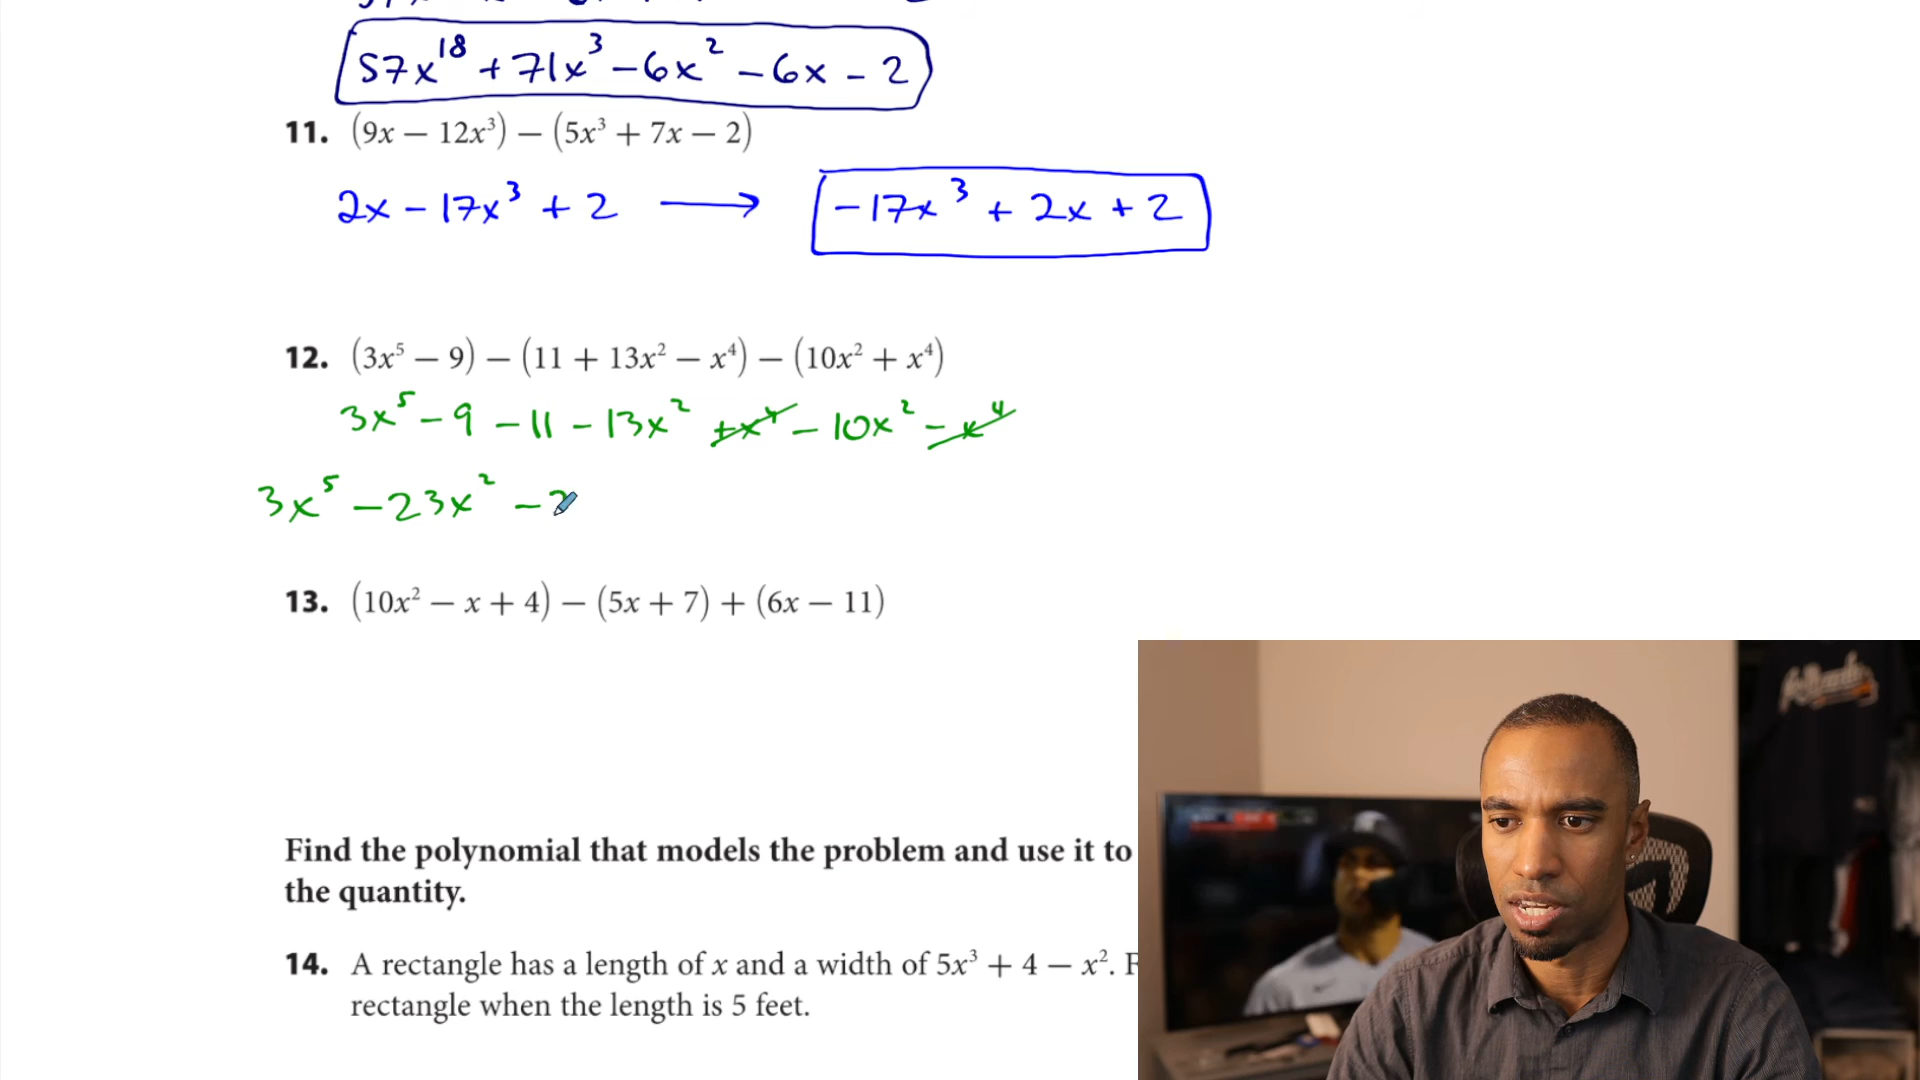 57x¹⁸ + 71x³ – 6x² – 6x – 2
11. (9x – 12x³) – (5x³ + 7x – 2)
2x – 17x³ + 2 → –17x³ + 2x + 2
12. (3x⁵ – 9) – (11 + 13x² – x⁴) – (10x² + x⁴)
3x⁵ – 9 – 11 – 13x² + x⁴ – 10x² – x⁴
3x⁵ – 23x² – 2
13. (10x² – x + 4) – (5x + 7) + (6x – 11)
Find the polynomial that models the problem and use it to
the quantity.
14. A rectangle has a length of x and a width of 5x³ + 4 – x². F
rectangle when the length is 5 feet.